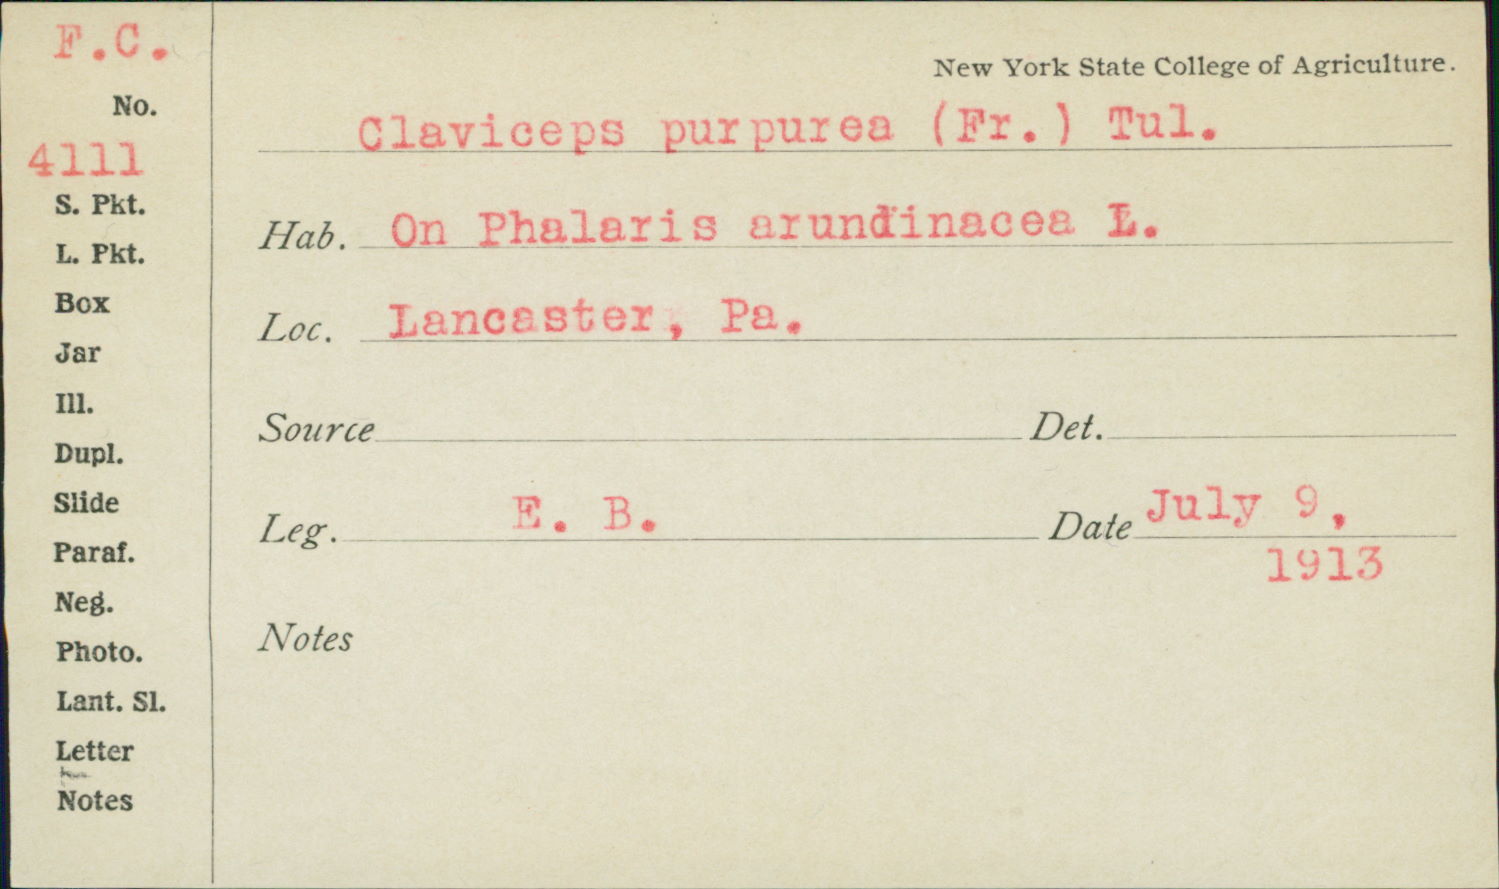 F.C.
No.
4111
S. Pkt.
L. Pkt.
Box
Jar
Ill.
Dupl.
Slide
Paraf.
Neg.
Photo.
Lant. Sl.
Letter
Notes
New York State College of Agriculture.
Claviceps purpurea (Fr.) Tul.
Hab. On Phalaris arundinacea L.
Loc. Lancaster, Pa.
Source Det.
Leg. E. B. Date July 9,
1913
Notes